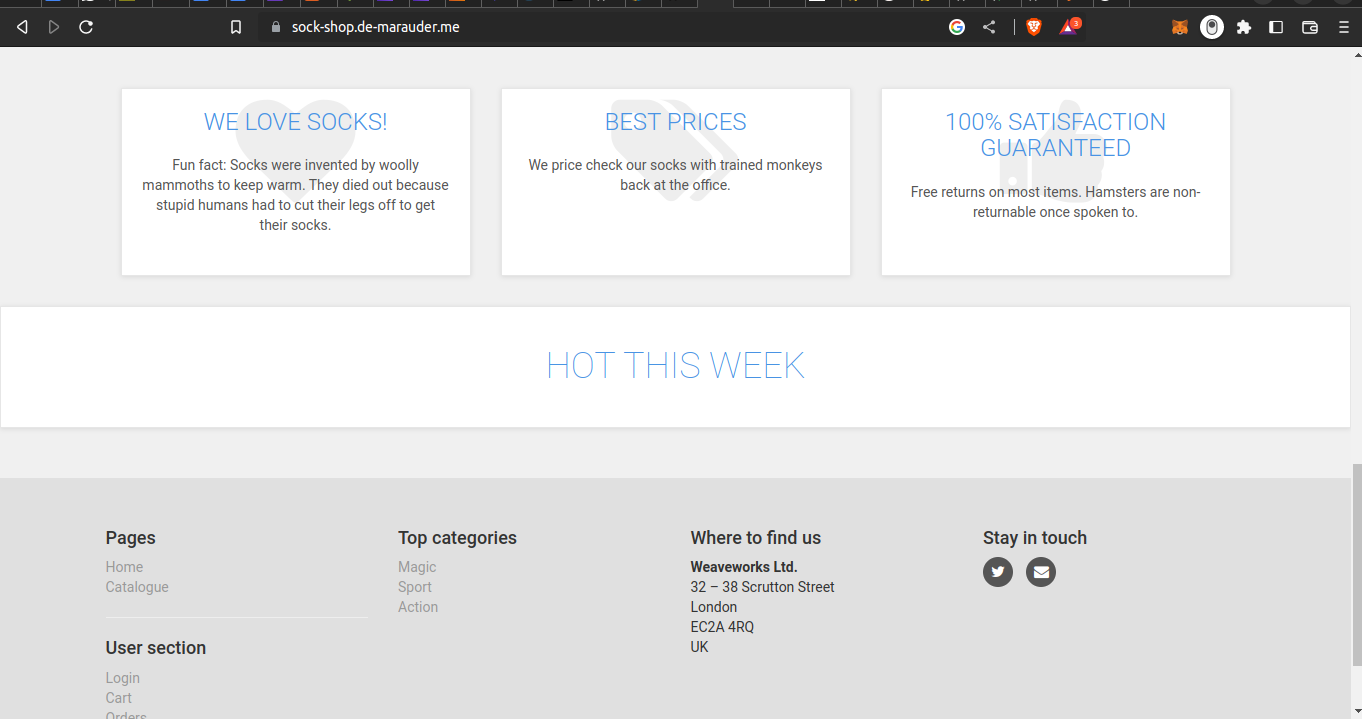 sock-shop.de-marauder.me
3
WE LOVE SOCKS!
Fun fact: Socks were invented by woolly
mammoths to keep warm. They died out because
stupid humans had to cut their legs off to get
their socks.
BEST PRICES
We price check our socks with trained monkeys
back at the office.
100% SATISFACTION
GUARANTEED
Free returns on most items. Hamsters are non-
returnable once spoken to.
HOT THIS WEEK
Pages
Home
Catalogue
User section
Login
Cart
Orders
Top categories
Magic
Sport
Action
Where to find us
Weaveworks Ltd.
32 – 38 Scrutton Street
London
EC2A 4RQ
UK
Stay in touch